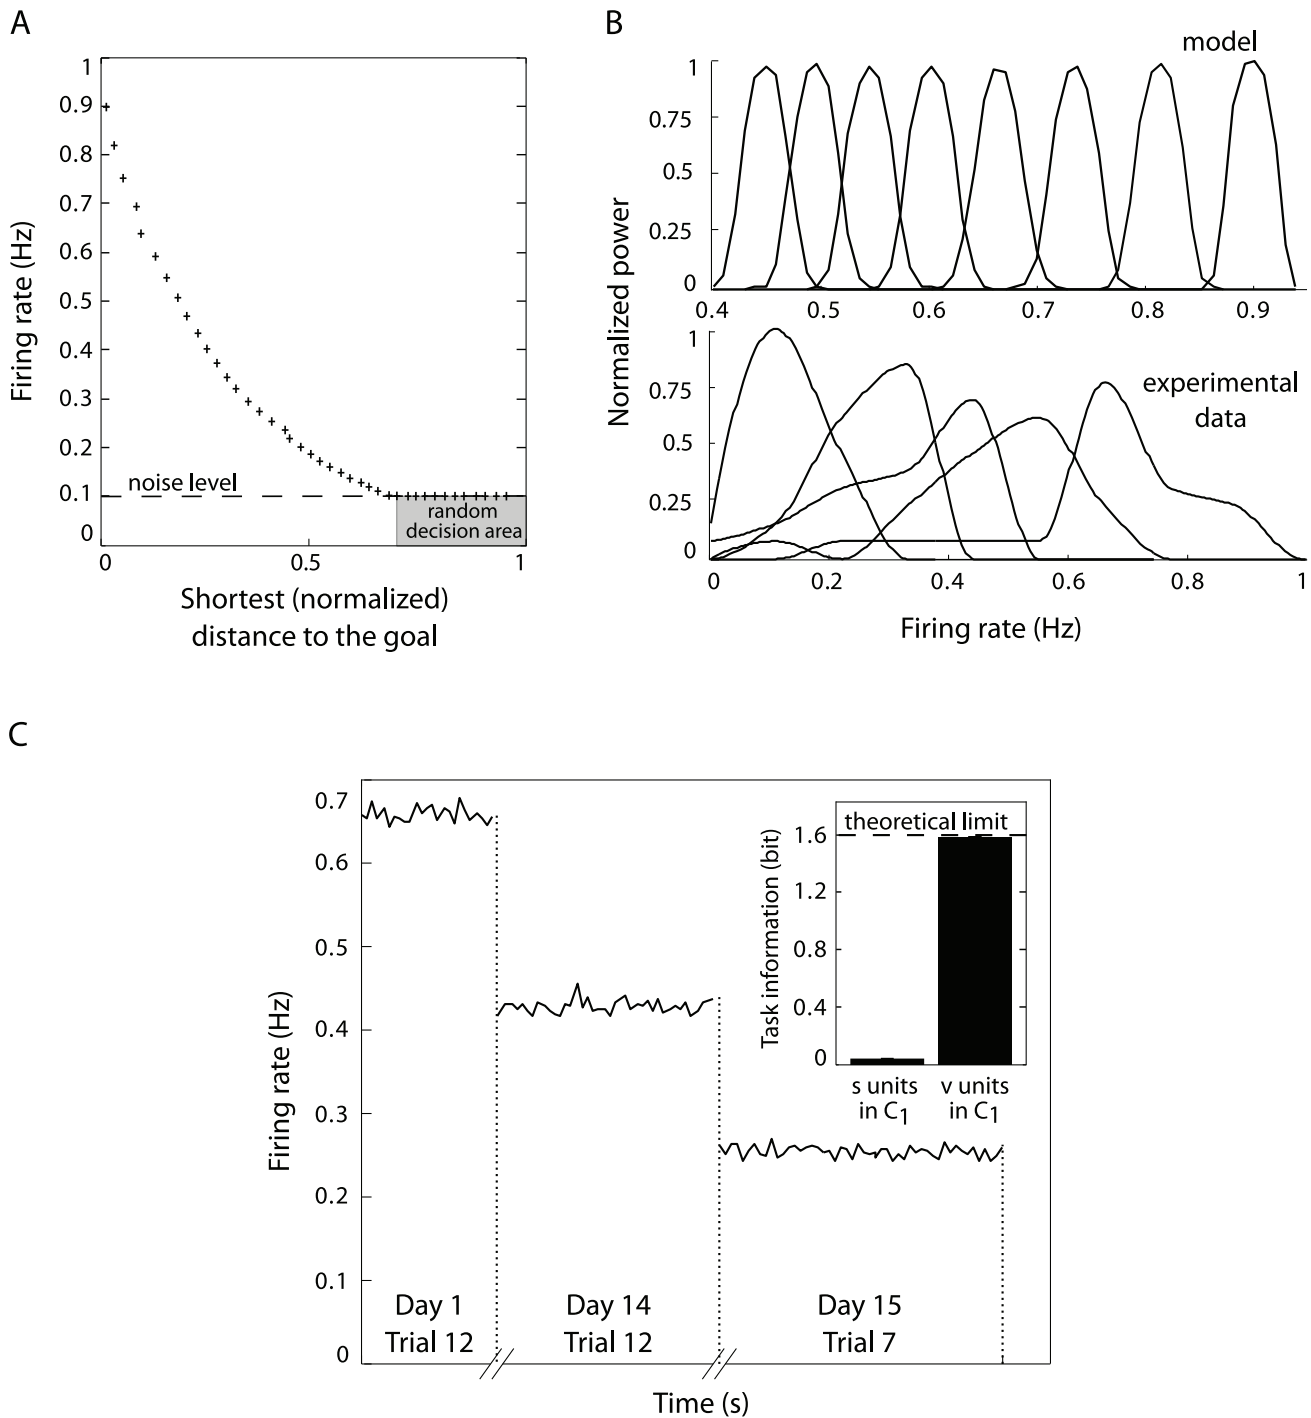 A
1
0.9
0.8
0.7
0.6
0.5
0.4
0.3
0.2
0.1
0
Firing rate (Hz)
noise level
random
decision area
0
0.5
1
Shortest (normalized)
distance to the goal
B
model
1
0.75
0.5
0.25
0
0.4
0.5
0.6
0.7
0.8
0.9
Normalized power
experimental
data
1
0.75
0.5
0.25
0
0
0.2
0.4
0.6
0.8
1
Firing rate (Hz)
C
0.7
0.6
0.5
0.4
0.3
0.2
0.1
0
Firing rate (Hz)
Day 1
Trial 12
Day 14
Trial 12
Day 15
Trial 7
Time (s)
theoretical limit
1.6
1.2
0.8
0.4
0
Task information (bit)
s units
in C1
v units
in C1